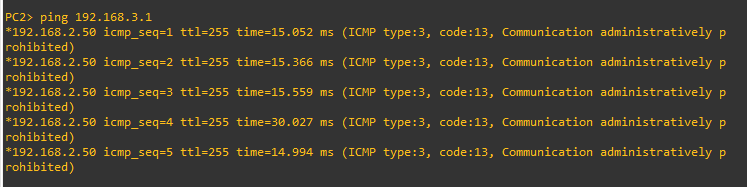 PC2> ping 192.168.3.1
*192.168.2.50 icmp_seq=1 ttl=255 time=15.052 ms (ICMP type:3, code:13, Communication administratively p
rohibited)
*192.168.2.50 icmp_seq=2 ttl=255 time=15.366 ms (ICMP type:3, code:13, Communication administratively p
rohibited)
*192.168.2.50 icmp_seq=3 ttl=255 time=15.559 ms (ICMP type:3, code:13, Communication administratively p
rohibited)
*192.168.2.50 icmp_seq=4 ttl=255 time=30.027 ms (ICMP type:3, code:13, Communication administratively p
rohibited)
*192.168.2.50 icmp_seq=5 ttl=255 time=14.994 ms (ICMP type:3, code:13, Communication administratively p
rohibited)